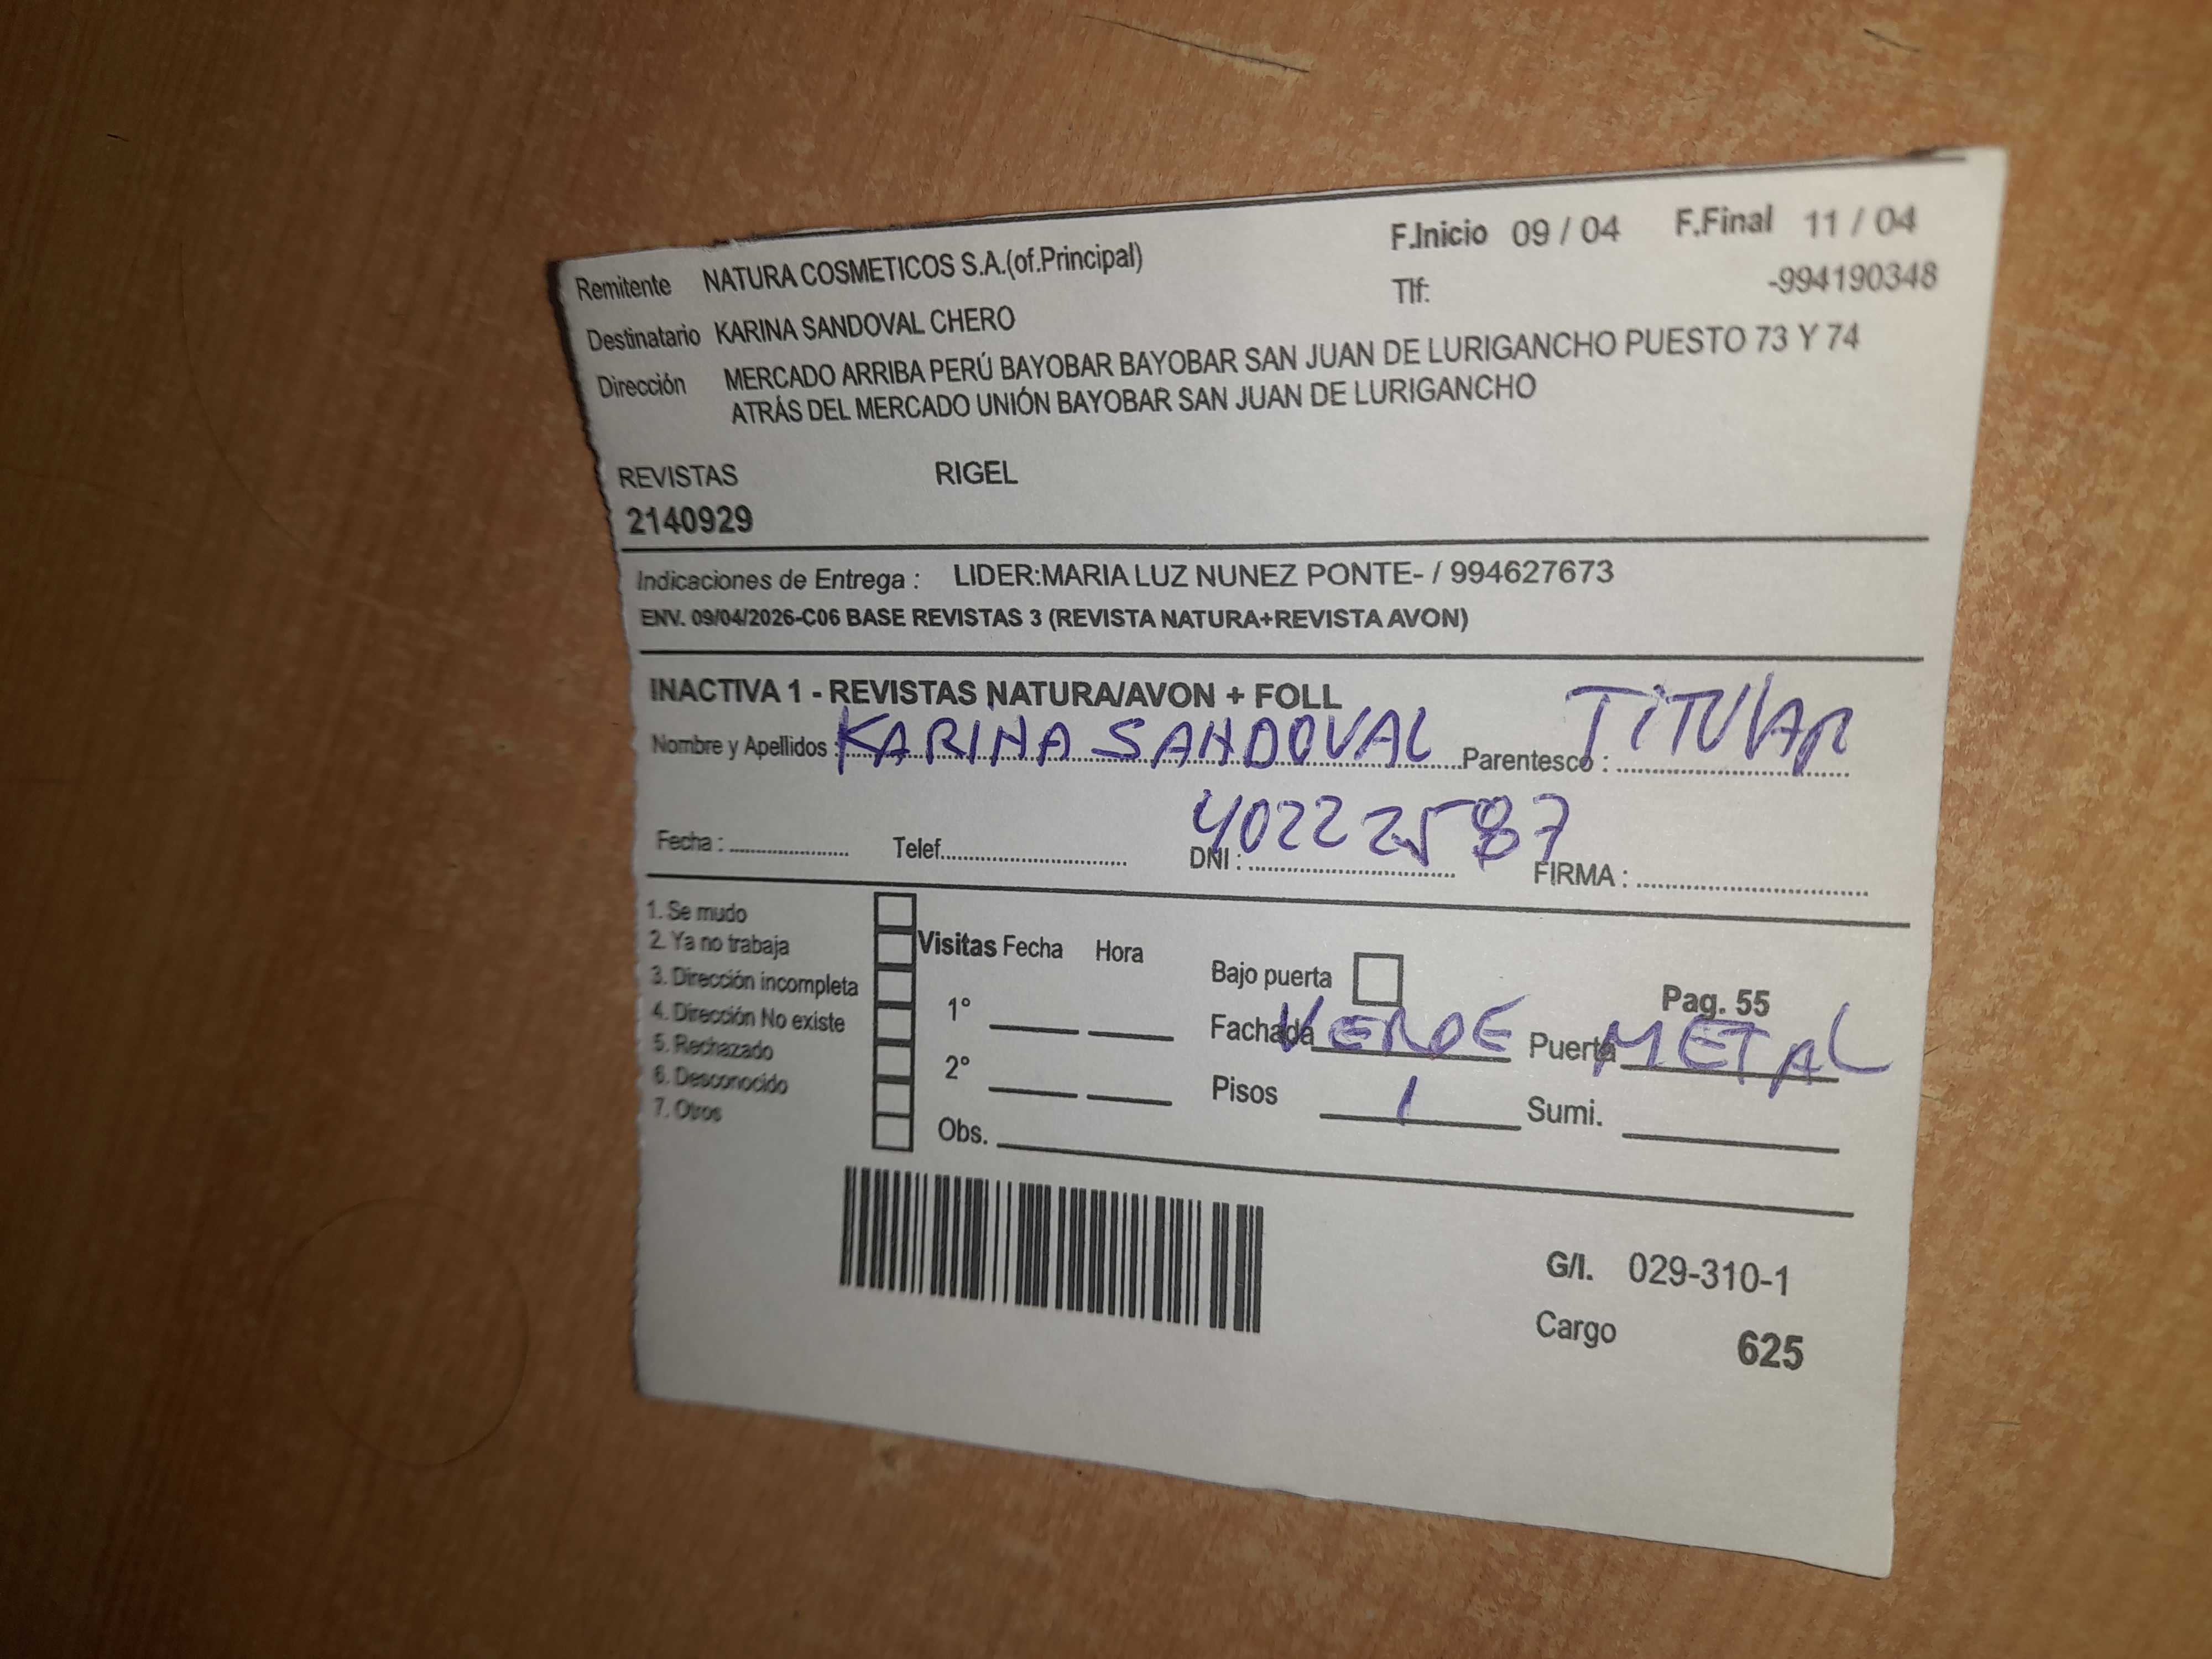 Remitente NATURA COSMETICOS S.A.(of.Principal) F.Inicio 09 / 04 F.Final 11 / 04
Destinatario KARINA SANDOVAL CHERO Tlf: -994190348
Dirección MERCADO ARRIBA PERÚ BAYOBAR BAYOBAR SAN JUAN DE LURIGANCHO PUESTO 73 Y 74
ATRÁS DEL MERCADO UNIÓN BAYOBAR SAN JUAN DE LURIGANCHO
REVISTAS RIGEL
2140929
Indicaciones de Entrega : LIDER:MARIA LUZ NUNEZ PONTE- / 994627673
ENV. 09/04/2026-C06 BASE REVISTAS 3 (REVISTA NATURA+REVISTA AVON)
INACTIVA 1 - REVISTAS NATURA/AVON + FOLL
Nombre y Apellidos : KARINA SANDOVAL Parentesco : TITULAR
Fecha : Telef. DNI : 40222587 FIRMA :
1. Se mudo
2. Ya no trabaja
3. Dirección incompleta
4. Dirección No existe
5. Rechazado
6. Desconocido
7. Otros
Visitas Fecha Hora
1°
2°
Obs.
Bajo puerta Pag. 55
Fachada VERDE Puerta METAL
Pisos 1 Sumi.
G/I. 029-310-1
Cargo 625